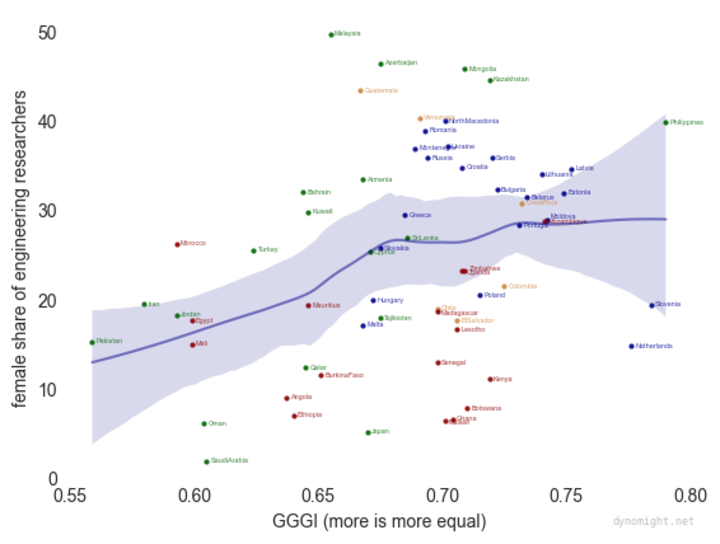 50
Malaysia
Azerbaijan
Mongolia
Kazakhstan
Guatemala
40
NorthMacedonia
Philippines
Romania
Ukraine
Russia
Serbia
Croatia
Latvia
Lithuania
Armenia
Bahrain
Bulgaria
Estonia
Belarus
30
Kuwait
Greece
Moldova
Mozambique
Portugal
SriLanka
Morocco
Turkey
Slovakia
Cyprus
Zimbabwe
Colombia
20
Iran
Hungary
Poland
Mauritius
Slovenia
Chile
Madagascar
Jordan
Egypt
Tajikistan
ElSalvador
Malta
Lesotho
Pakistan
Mali
Netherlands
Qatar
Senegal
BurkinaFaso
Kenya
10
Angola
Botswana
Ethiopia
Ghana
Oman
Japan
SaudiArabia
0
0.55 0.60 0.65 0.70 0.75 0.80
female share of engineering researchers
GGGI (more is more equal)
dynomight.net